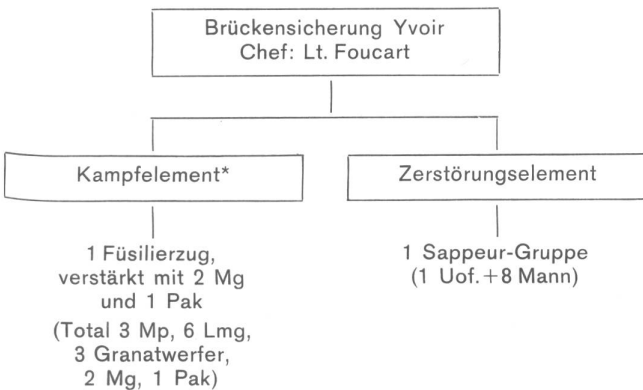 Brückensicherung Yvoir
Chef: Lt. Foucart
Kampfelement*
Zerstörungselement
1 Füsilierzug,
verstärkt mit 2 Mg
und 1 Pak
(Total 3 Mp, 6 Lmg,
3 Granatwerfer,
2 Mg, 1 Pak)
1 Sappeur-Gruppe
(1 Uof.+8 Mann)